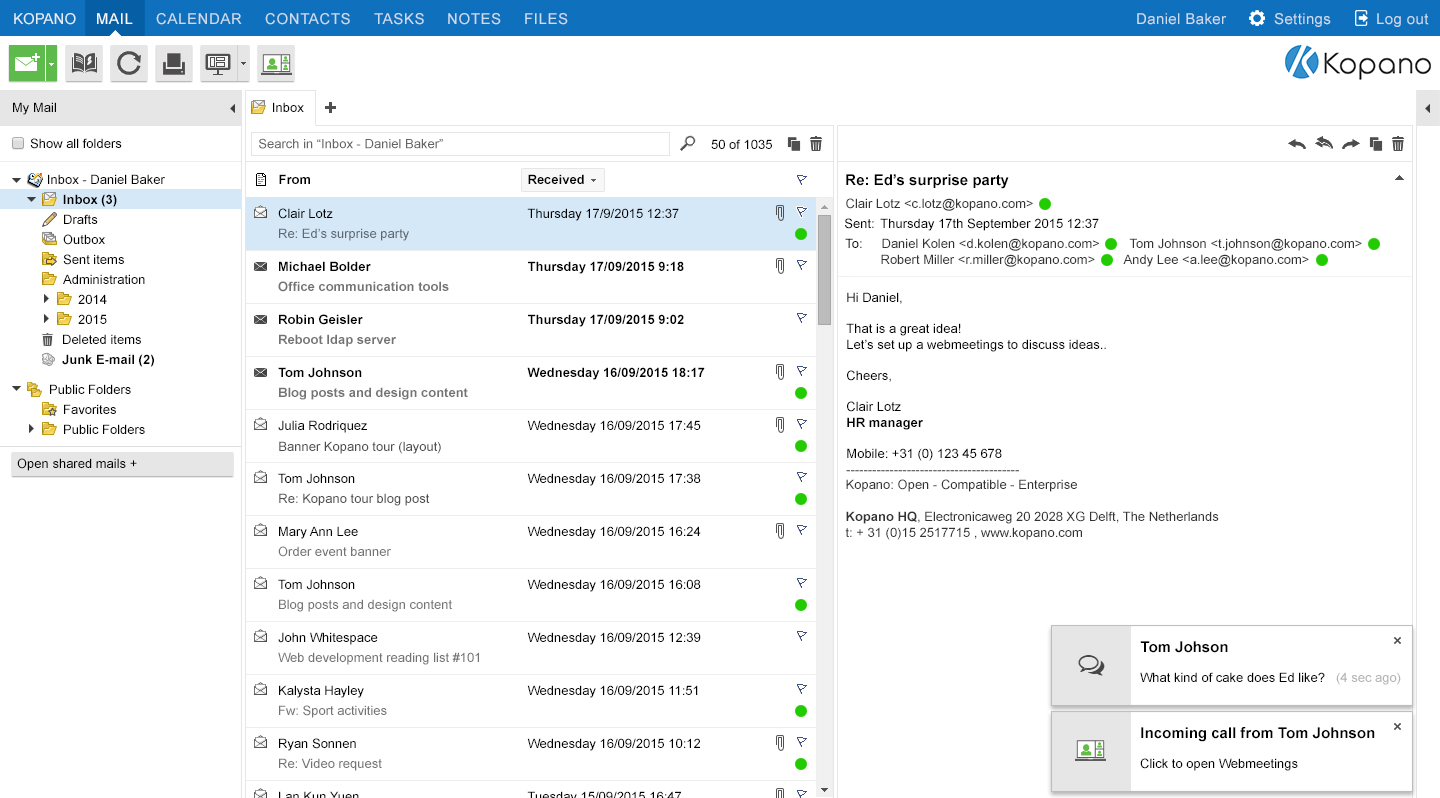 KOPANO MAIL CALENDAR CONTACTS TASKS NOTES FILES Daniel Baker Settings Log out
Kopano
My Mail
Show all folders
Inbox - Daniel Baker
Inbox (3)
Drafts
Outbox
Sent items
Administration
2014
2015
Deleted items
Junk E-mail (2)
Public Folders
Favorites
Public Folders
Open shared mails +
Inbox
Search in “Inbox - Daniel Baker” 50 of 1035
From Received
Clair Lotz Thursday 17/9/2015 12:37
Re: Ed’s surprise party
Michael Bolder Thursday 17/09/2015 9:18
Office communication tools
Robin Geisler Thursday 17/09/2015 9:02
Reboot ldap server
Tom Johnson Wednesday 16/09/2015 18:17
Blog posts and design content
Julia Rodriquez Wednesday 16/09/2015 17:45
Banner Kopano tour (layout)
Tom Johnson Wednesday 16/09/2015 17:38
Re: Kopano tour blog post
Mary Ann Lee Wednesday 16/09/2015 16:24
Order event banner
Tom Johnson Wednesday 16/09/2015 16:08
Blog posts and design content
John Whitespace Wednesday 16/09/2015 12:39
Web development reading list #101
Kalysta Hayley Wednesday 16/09/2015 11:51
Fw: Sport activities
Ryan Sonnen Wednesday 16/09/2015 10:12
Re: Video request
Lan Kun Yuen Tuesday 15/09/2015 16:47
Re: Ed’s surprise party
Clair Lotz <c.lotz@kopano.com>
Sent: Thursday 17th September 2015 12:37
To: Daniel Kolen <d.kolen@kopano.com> Tom Johnson <t.johnson@kopano.com>
Robert Miller <r.miller@kopano.com> Andy Lee <a.lee@kopano.com>
Hi Daniel,
That is a great idea!
Let’s set up a webmeetings to discuss ideas..
Cheers,
Clair Lotz
HR manager
Mobile: +31 (0) 123 45 678
----------------------------------------
Kopano: Open - Compatible - Enterprise
Kopano HQ, Electronicaweg 20 2028 XG Delft, The Netherlands
t: + 31 (0)15 2517715 , www.kopano.com
Tom Johson
What kind of cake does Ed like? (4 sec ago)
Incoming call from Tom Johnson
Click to open Webmeetings